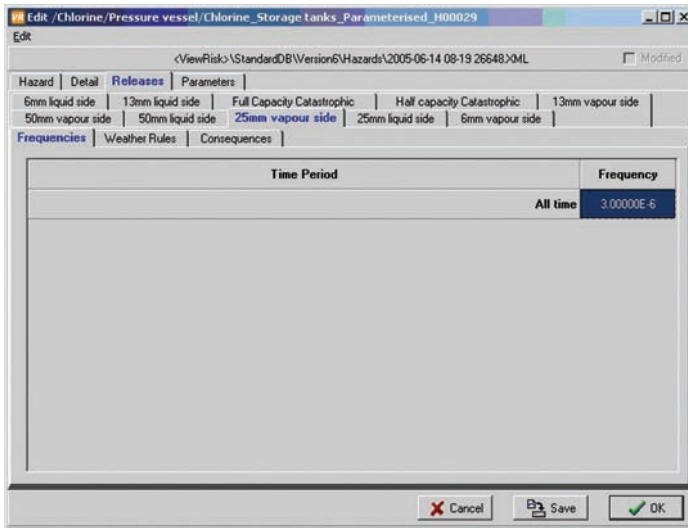 VR Edit /Chlorine/Pressure vessel/Chlorine_Storage tanks_Parameterised_H00029
Edit
<ViewRisk>\StandardDB\Version6\Hazards\2005-06-14 08-19 26648.XML Modified
Hazard Detail Releases Parameters
6mm liquid side 13mm liquid side Full Capacity Catastrophic Half capacity Catastrophic 13mm vapour side
50mm vapour side 50mm liquid side 25mm vapour side 25mm liquid side 6mm vapour side
Frequencies Weather Rules Consequences
Time Period Frequency
All time 3.00000E-6
Cancel Save OK